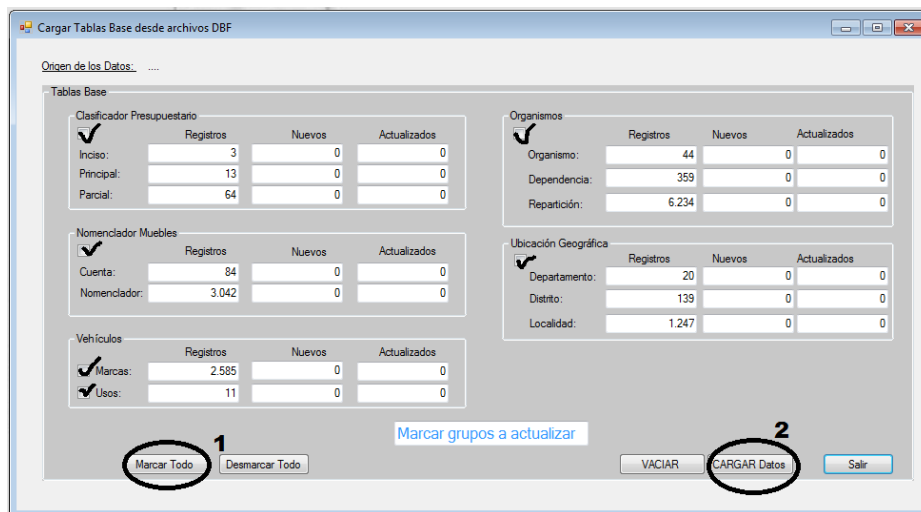 Cargar Tablas Base desde archivos DBF
Origen de los Datos: ....
Tablas Base
Clasificador Presupuestario
Registros Nuevos Actualizados
Inciso: 3 0 0
Principal: 13 0 0
Parcial: 64 0 0
Organismos
Registros Nuevos Actualizados
Organismo: 44 0 0
Dependencia: 359 0 0
Repartición: 6.234 0 0
Nomenclador Muebles
Registros Nuevos Actualizados
Cuenta: 84 0 0
Nomenclador: 3.042 0 0
Ubicación Geográfica
Registros Nuevos Actualizados
Departamento: 20 0 0
Distrito: 139 0 0
Localidad: 1.247 0 0
Vehículos
Registros Nuevos Actualizados
Marcas: 2.585 0 0
Usos: 11 0 0
Marcar grupos a actualizar
1 2
Marcar Todo Desmarcar Todo VACIAR CARGAR Datos Salir